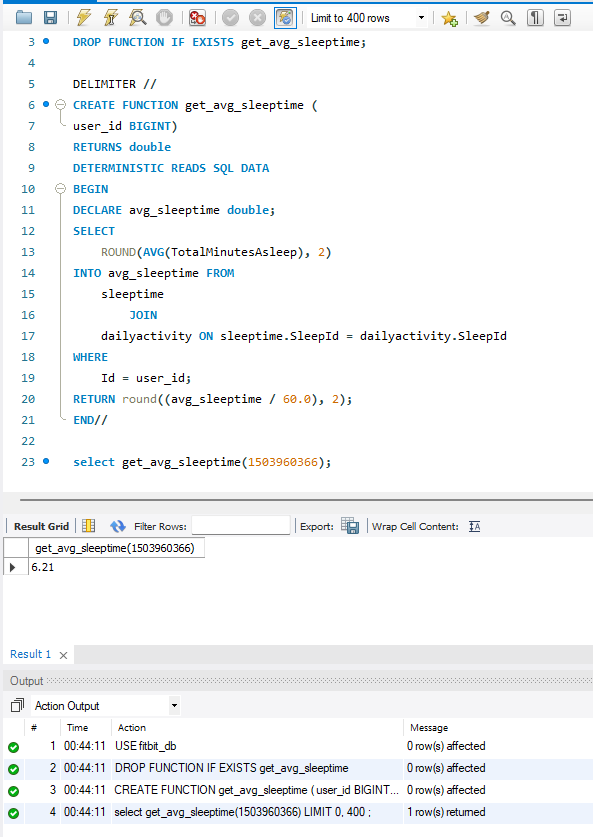 Limit to 400 rows
3 DROP FUNCTION IF EXISTS get_avg_sleeptime;
4
5 DELIMITER //
6 CREATE FUNCTION get_avg_sleeptime (
7 user_id BIGINT)
8 RETURNS double
9 DETERMINISTIC READS SQL DATA
10 BEGIN
11 DECLARE avg_sleeptime double;
12 SELECT
13 ROUND(AVG(TotalMinutesAsleep), 2)
14 INTO avg_sleeptime FROM
15 sleeptime
16 JOIN
17 dailyactivity ON sleeptime.SleepId = dailyactivity.SleepId
18 WHERE
19 Id = user_id;
20 RETURN round((avg_sleeptime / 60.0), 2);
21 END//
22
23 select get_avg_sleeptime(1503960366);
Result Grid Filter Rows: Export: Wrap Cell Content: IA
get_avg_sleeptime(1503960366)
6.21
Result 1
Output
Action Output
# Time Action Message
1 00:44:11 USE fitbit_db 0 row(s) affected
2 00:44:11 DROP FUNCTION IF EXISTS get_avg_sleeptime 0 row(s) affected
3 00:44:11 CREATE FUNCTION get_avg_sleeptime ( user_id BIGINT... 0 row(s) affected
4 00:44:11 select get_avg_sleeptime(1503960366) LIMIT 0, 400 ; 1 row(s) returned